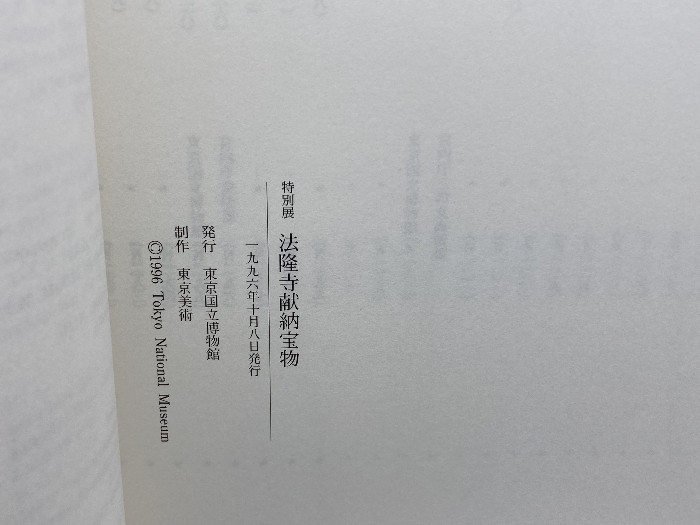 特別展 法隆寺献納宝物
一九九六年十月八日発行
発行 東京国立博物館
制作 東京美術
©1996 Tokyo National Museum